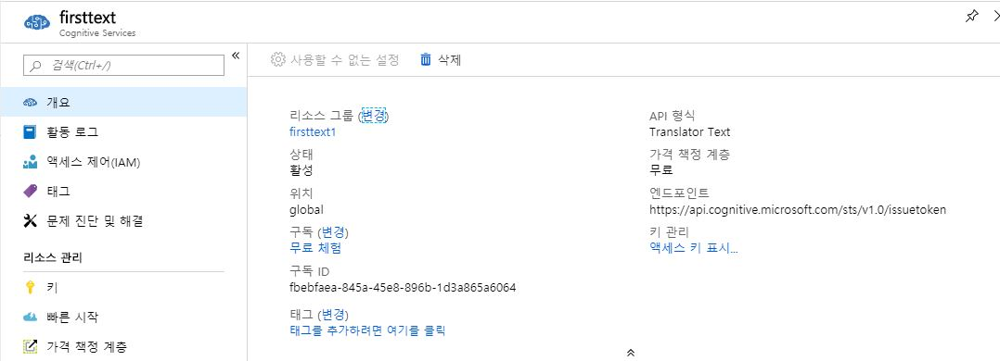 firsttext
Cognitive Services
검색(Ctrl+/)
개요
활동 로그
액세스 제어(IAM)
태그
문제 진단 및 해결
리소스 관리
키
빠른 시작
가격 책정 계층
사용할 수 없는 설정
삭제
리소스 그룹 (변경)
firsttext1
상태
활성
위치
global
구독 (변경)
무료 체험
구독 ID
fbebfaea-845a-45e8-896b-1d3a865a6064
태그 (변경)
태그를 추가하려면 여기를 클릭
API 형식
Translator Text
가격 책정 계층
무료
엔드포인트
https://api.cognitive.microsoft.com/sts/v1.0/issuetoken
키 관리
액세스 키 표시...